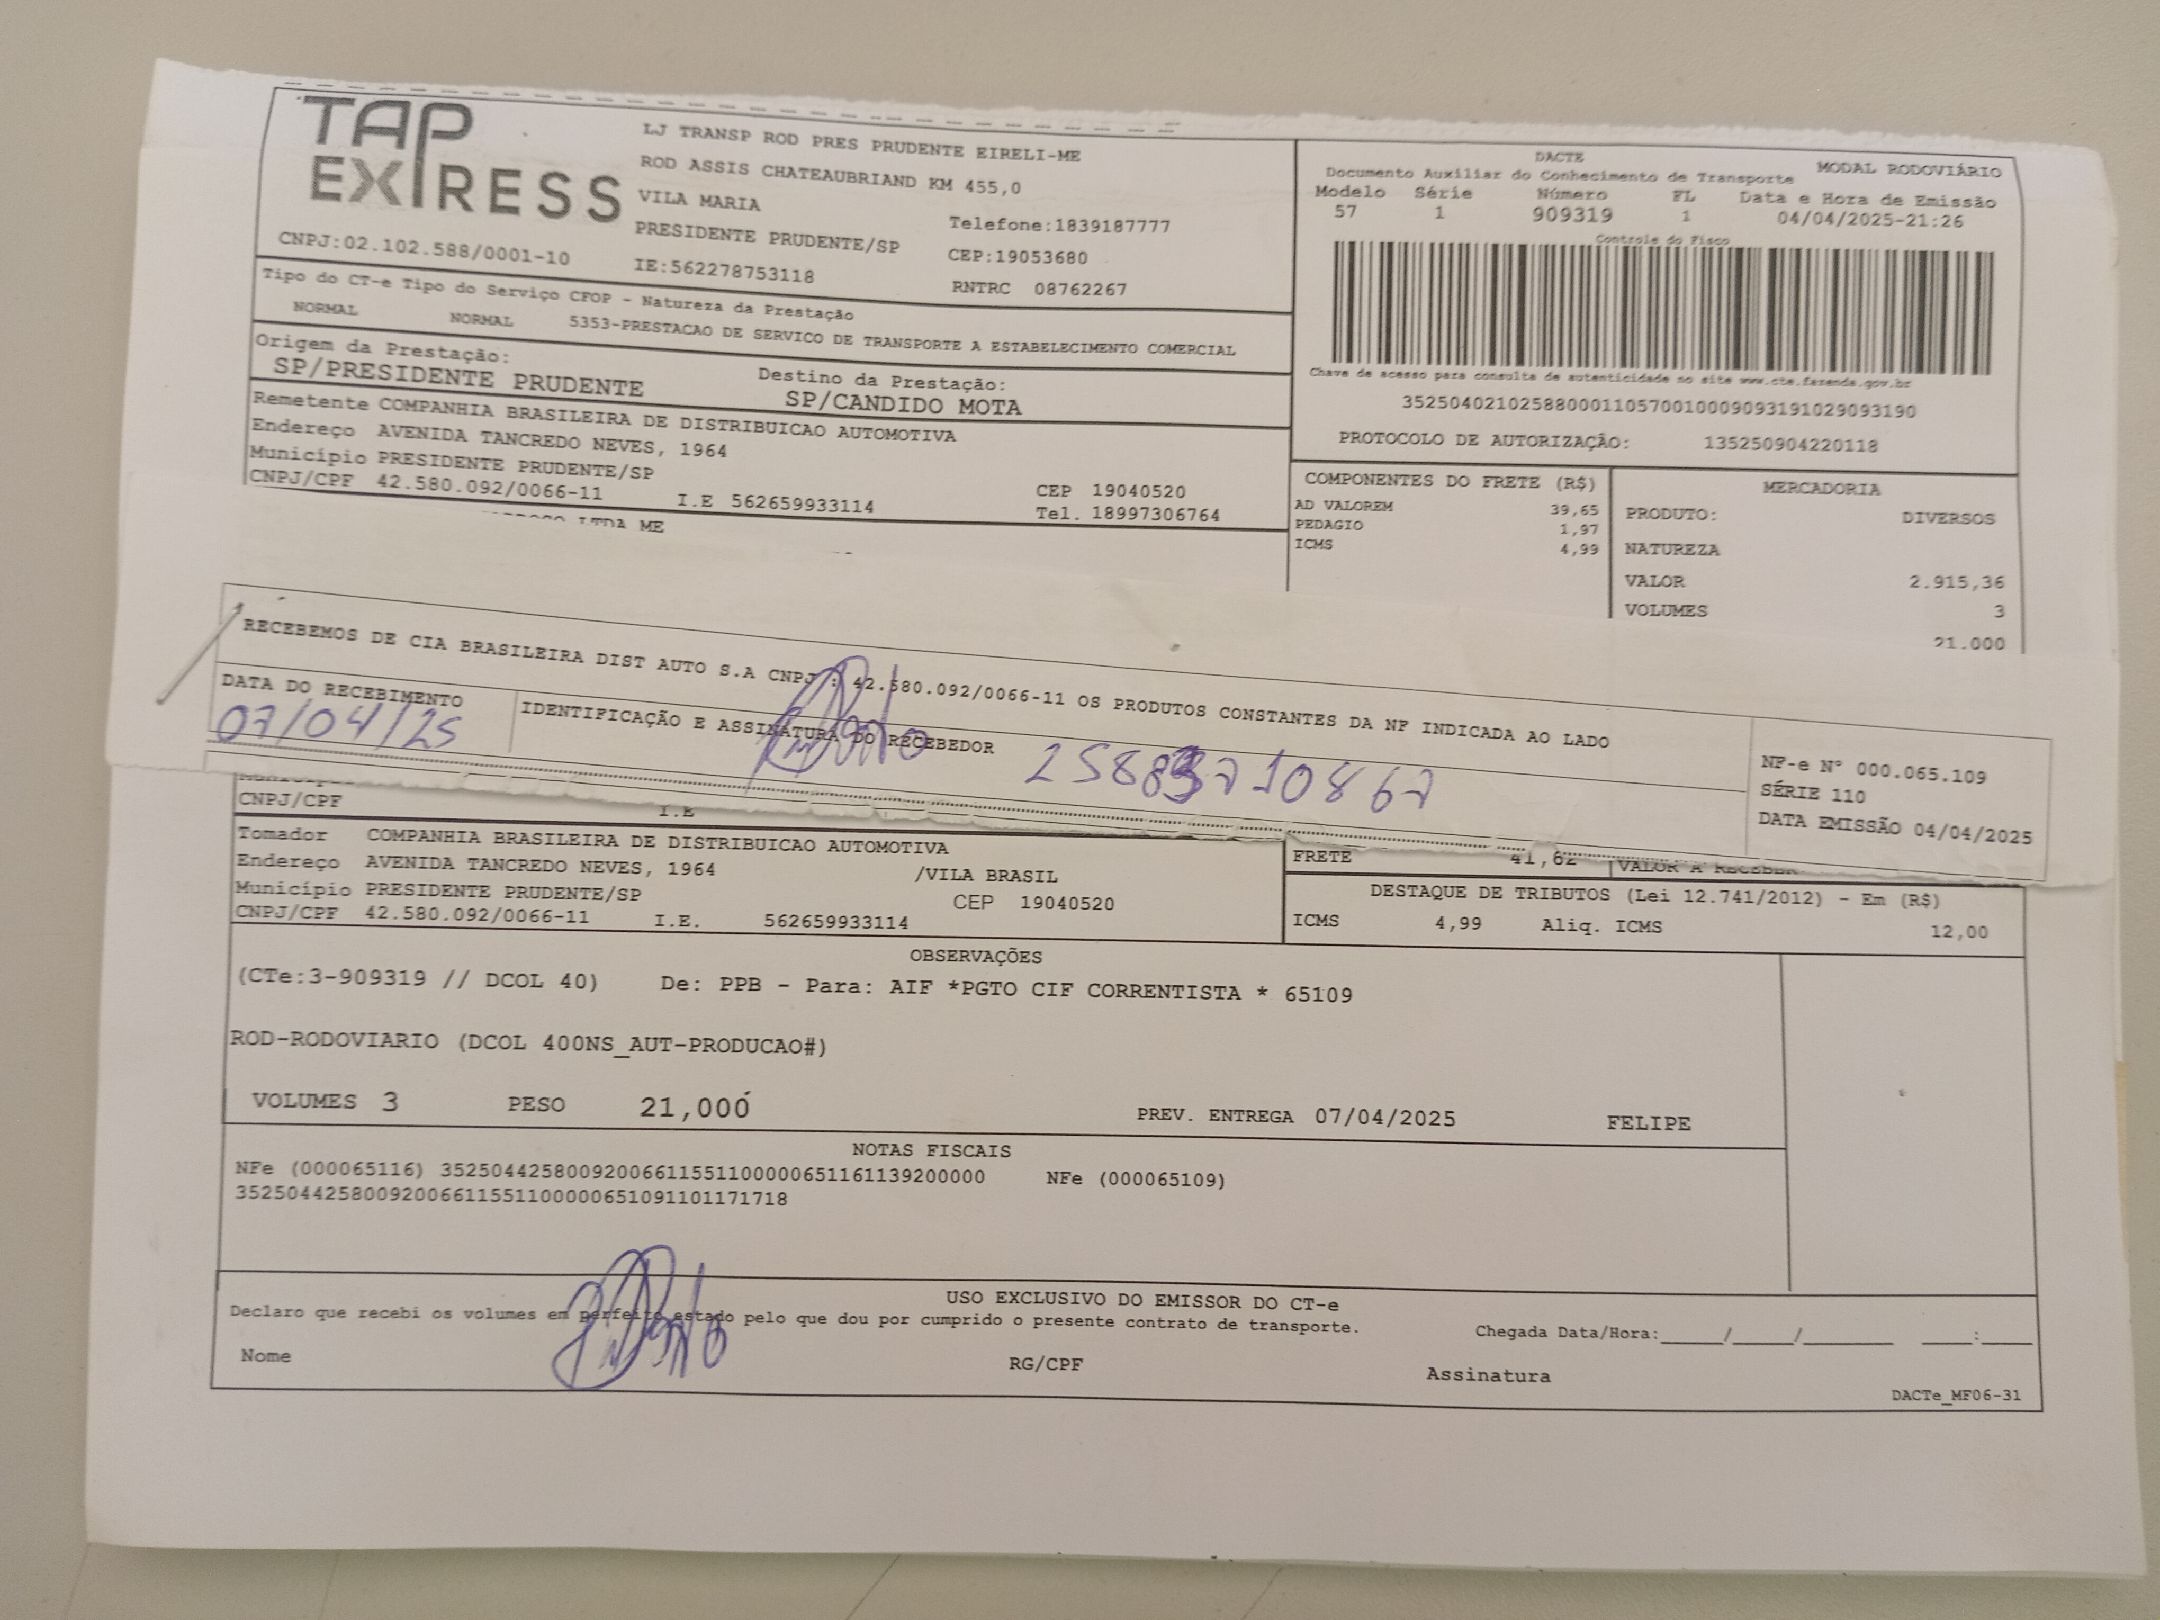 TAP
EXPRESS
LJ TRANSP ROD PRES PRUDENTE EIRELI-ME
ROD ASSIS CHATEAUBRIAND KM 455,0
VILA MARIA
PRESIDENTE PRUDENTE/SP
Telefone:1839187777
CEP:19053680
CNPJ:02.102.588/0001-10
IE:562278753118
RNTRC 08762267
Tipo do CT-e Tipo do Serviço CFOP - Natureza da Prestação
NORMAL NORMAL 5353-PRESTACAO DE SERVICO DE TRANSPORTE A ESTABELECIMENTO COMERCIAL
Origem da Prestação: Destino da Prestação:
SP/PRESIDENTE PRUDENTE SP/CANDIDO MOTA
Remetente COMPANHIA BRASILEIRA DE DISTRIBUICAO AUTOMOTIVA
Endereço AVENIDA TANCREDO NEVES, 1964
Município PRESIDENTE PRUDENTE/SP CEP 19040520
CNPJ/CPF 42.580.092/0066-11 I.E 562659933114 Tel. 18997306764
LTDA ME
DACTE MODAL RODOVIÁRIO
Documento Auxiliar do Conhecimento de Transporte
Modelo Série Número FL Data e Hora de Emissão
57 1 909319 1 04/04/2025-21:26
Controle do Fisco
Chave de acesso para consulta de autenticidade no site www.cte.fazenda.gov.br
35250402102588000110570010009093191029093190
PROTOCOLO DE AUTORIZAÇÃO: 135250904220118
COMPONENTES DO FRETE (R$)
AD VALOREM 39,65
PEDAGIO 1,97
ICMS 4,99
MERCADORIA
PRODUTO: DIVERSOS
NATUREZA
VALOR 2.915,36
VOLUMES 3
21.000
RECEBEMOS DE CIA BRASILEIRA DIST AUTO S.A CNPJ : 42.580.092/0066-11 OS PRODUTOS CONSTANTES DA NF INDICADA AO LADO
DATA DO RECEBIMENTO IDENTIFICAÇÃO E ASSINATURA DO RECEBEDOR
07/04/25
NF-e Nº 000.065.109
SÉRIE 110
DATA EMISSÃO 04/04/2025
CNPJ/CPF I.E
Tomador COMPANHIA BRASILEIRA DE DISTRIBUICAO AUTOMOTIVA
Endereço AVENIDA TANCREDO NEVES, 1964 /VILA BRASIL
Município PRESIDENTE PRUDENTE/SP CEP 19040520
CNPJ/CPF 42.580.092/0066-11 I.E. 562659933114
FRETE 41,62 VALOR A RECEBER
DESTAQUE DE TRIBUTOS (Lei 12.741/2012) - Em (R$)
ICMS 4,99 Aliq. ICMS 12,00
OBSERVAÇÕES
(CTe:3-909319 // DCOL 40) De: PPB - Para: AIF *PGTO CIF CORRENTISTA * 65109
ROD-RODOVIARIO (DCOL 400NS_AUT-PRODUCAO#)
VOLUMES 3 PESO 21,000 PREV. ENTREGA 07/04/2025 FELIPE
NOTAS FISCAIS
NFe (000065116) 35250442580092006611551100000651161139200000 NFe (000065109)
35250442580092006611551100000651091101171718
USO EXCLUSIVO DO EMISSOR DO CT-e
Declaro que recebi os volumes em perfeito estado pelo que dou por cumprido o presente contrato de transporte.
Chegada Data/Hora:_____/_____/_______ ____:____
Nome RG/CPF Assinatura
DACTe_MF06-31